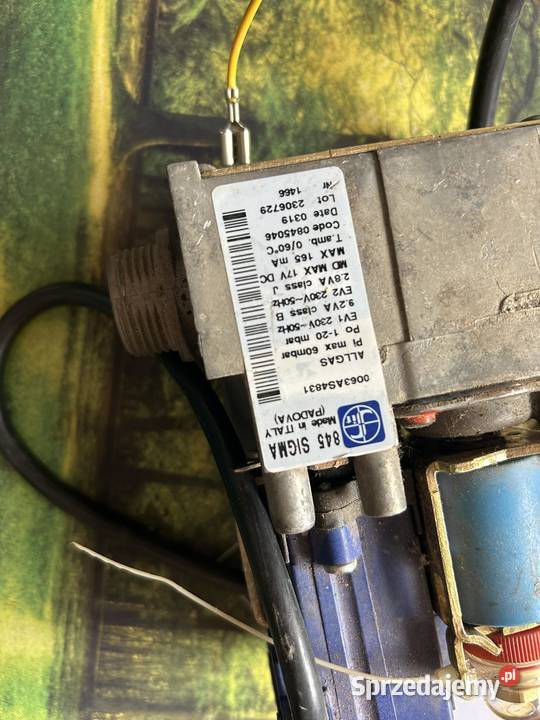 845 SIGMA
Made in ITALY
(PADOVA)
SIT
0063AS4831
ALLGAS
Pi max 60mbar
Po 1-20 mbar
EV1 230V~50Hz
9.2VA class B
EV2 230V~50Hz
2.8VA class J
MD MAX 17V DC
MAX 165 mA
T.amb. 0/60°C
Code 0845046
Date 0319
Lot 2306729
Nr
1466
Sprzedajemy.pl